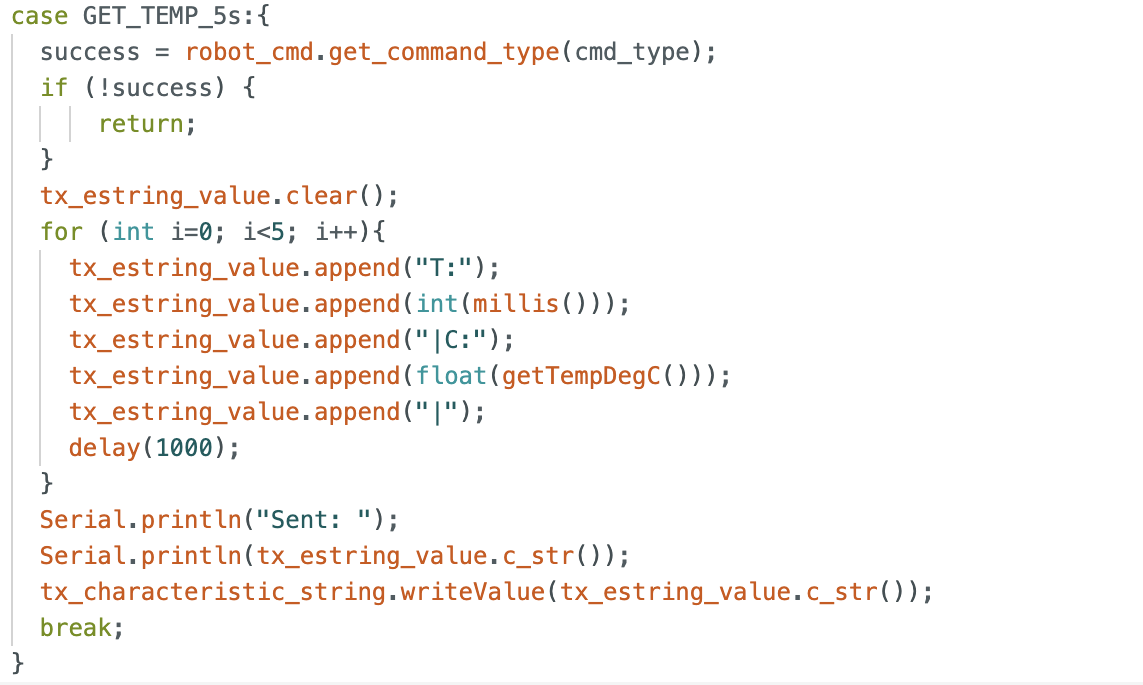 case GET_TEMP_5s:{
success = robot_cmd.get_command_type(cmd_type);
if (!success) {
return;
}
tx_estring_value.clear();
for (int i=0; i<5; i++){
tx_estring_value.append("T:");
tx_estring_value.append(int(millis()));
tx_estring_value.append("|C:");
tx_estring_value.append(float(getTempDegC()));
tx_estring_value.append("|");
delay(1000);
}
Serial.println("Sent: ");
Serial.println(tx_estring_value.c_str());
tx_characteristic_string.writeValue(tx_estring_value.c_str());
break;
}